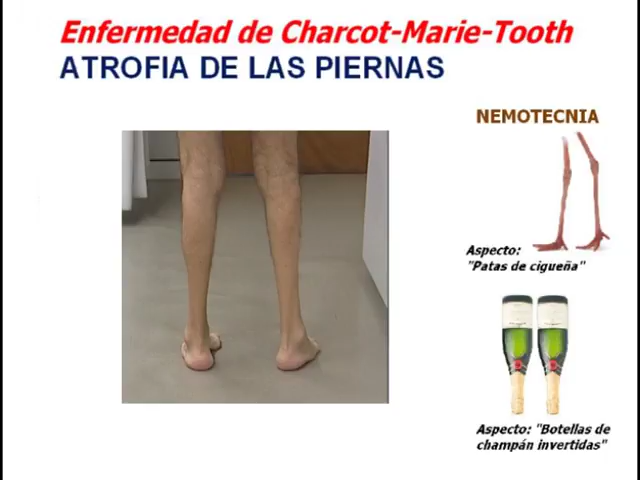 Enfermedad de Charcot-Marie-Tooth
ATROFIA DE LAS PIERNAS
NEMOTECNIA
Aspecto:
"Patas de cigueña"
Aspecto: "Botellas de
champán invertidas"